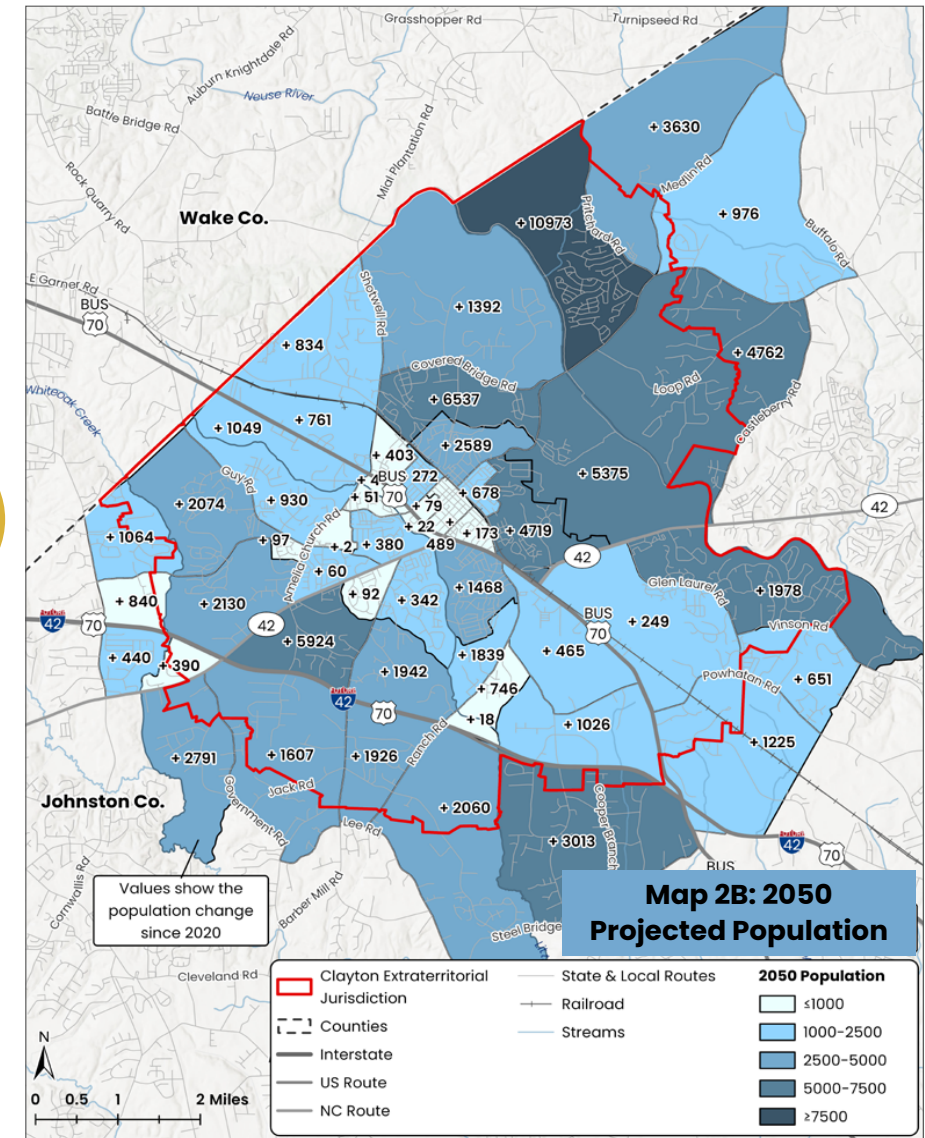 Grasshopper Rd
Turnipseed Rd
Auburn Knightdale Rd
Neuse River
Battle Bridge Rd
Mial Plantation Rd
+ 3630
Rock Quarry Rd
Medlin Rd
Wake Co.
+ 10973
Pritchard Rd
+ 976
Buffalo Rd
E Garner Rd
BUS
70
Shotwell Rd
+ 1392
+ 834
+ 4762
Covered Bridge Rd
Loop Rd
Whiteoak Creek
+ 6537
Castleberry Rd
+ 1049
+ 761
+ 403
+ 2589
+ 4
BUS
272
+ 5375
Guy Rd
+ 2074
+ 930
+ 51
70
+ 678
+ 79
42
+ 22
+
+ 1064
+ 97
Amelia Church Rd
+ 2
+ 380
489
+ 173
+ 4719
42
+ 60
+ 840
+ 2130
+ 92
+ 342
+ 1468
Glen Laurel Rd
+ 1978
42
70
42
BUS
70
+ 249
Vinson Rd
+ 5924
+ 440
+ 390
+ 1942
+ 1839
+ 465
Powhatan Rd
+ 651
42
70
+ 746
+ 18
+ 1026
+ 1225
Ranch Rd
+ 2791
+ 1607
+ 1926
Jack Rd
Johnston Co.
Government Rd
Lee Rd
+ 2060
Cooper Branch
+ 3013
42
70
BUS
Cornwallis Rd
Values show the
population change
since 2020
Barber Mill Rd
Steel Bridge
Map 2B: 2050
Projected Population
Cleveland Rd
Clayton Extraterritorial
Jurisdiction
Counties
Interstate
US Route
NC Route
State & Local Routes
Railroad
Streams
2050 Population
≤1000
1000-2500
2500-5000
5000-7500
≥7500
N
0 0.5 1 2 Miles